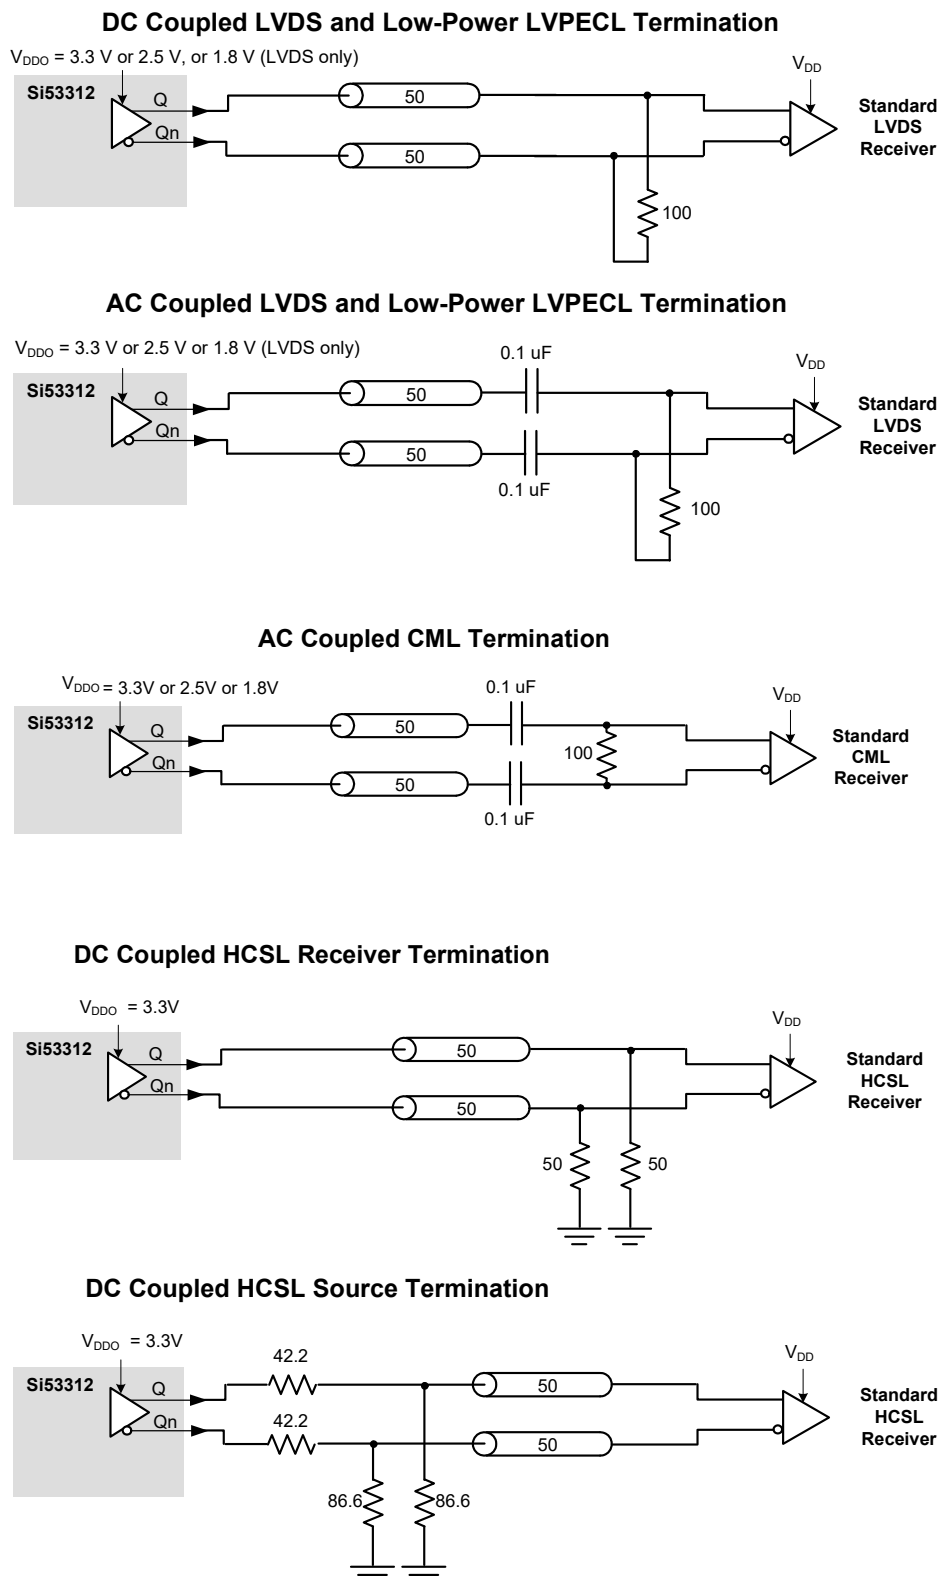 DC Coupled LVDS and Low-Power LVPECL Termination
VDDO = 3.3 V or 2.5 V, or 1.8 V (LVDS only)
Si53312
Q
Qn
50
50
100
VDD
Standard
LVDS
Receiver
AC Coupled LVDS and Low-Power LVPECL Termination
VDDO = 3.3 V or 2.5 V or 1.8 V (LVDS only)
Si53312
Q
Qn
50
50
0.1 uF
0.1 uF
100
VDD
Standard
LVDS
Receiver
AC Coupled CML Termination
VDDO = 3.3V or 2.5V or 1.8V
Si53312
Q
Qn
50
50
0.1 uF
0.1 uF
100
VDD
Standard
CML
Receiver
DC Coupled HCSL Receiver Termination
VDDO = 3.3V
Si53312
Q
Qn
50
50
50
50
VDD
Standard
HCSL
Receiver
DC Coupled HCSL Source Termination
VDDO = 3.3V
Si53312
Q
Qn
42.2
42.2
86.6
86.6
50
50
VDD
Standard
HCSL
Receiver